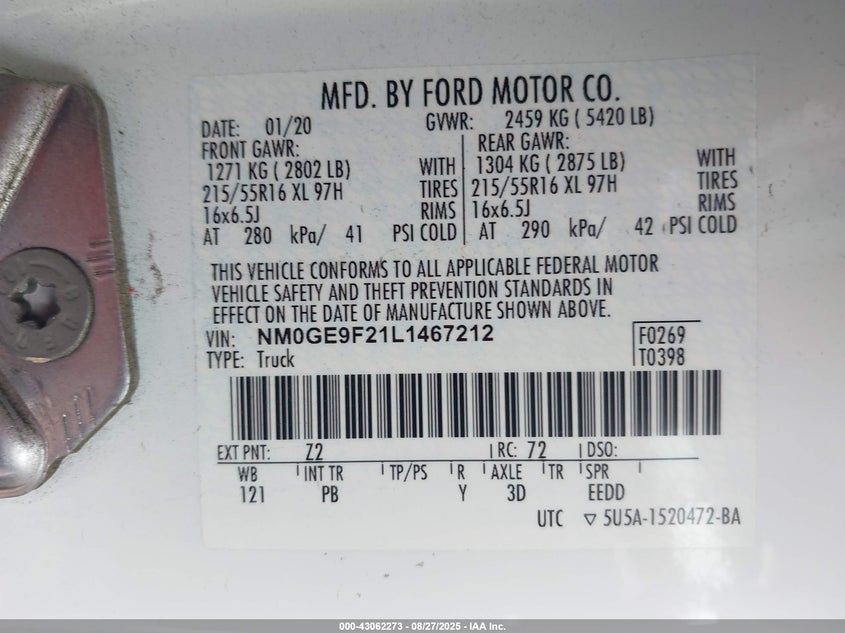 MFD. BY FORD MOTOR CO.
DATE: 01/20 GVWR: 2459 KG ( 5420 LB)
FRONT GAWR: REAR GAWR:
1271 KG ( 2802 LB) WITH 1304 KG ( 2875 LB) WITH
215/55R16 XL 97H TIRES 215/55R16 XL 97H TIRES
16x6.5J RIMS 16x6.5J RIMS
AT 280 kPa/ 41 PSI COLD AT 290 kPa/ 42 PSI COLD
THIS VEHICLE CONFORMS TO ALL APPLICABLE FEDERAL MOTOR
VEHICLE SAFETY AND THEFT PREVENTION STANDARDS IN
EFFECT ON THE DATE OF MANUFACTURE SHOWN ABOVE.
VIN: NM0GE9F21L1467212 F0269
TYPE: Truck T0398
EXT PNT: Z2 RC: 72 DSO:
WB INT TR TP/PS R AXLE TR SPR
121 PB Y 3D EEDD
UTC ▽ 5U5A-1520472-BA
000-43062273 - 08/27/2025 - IAA Inc.